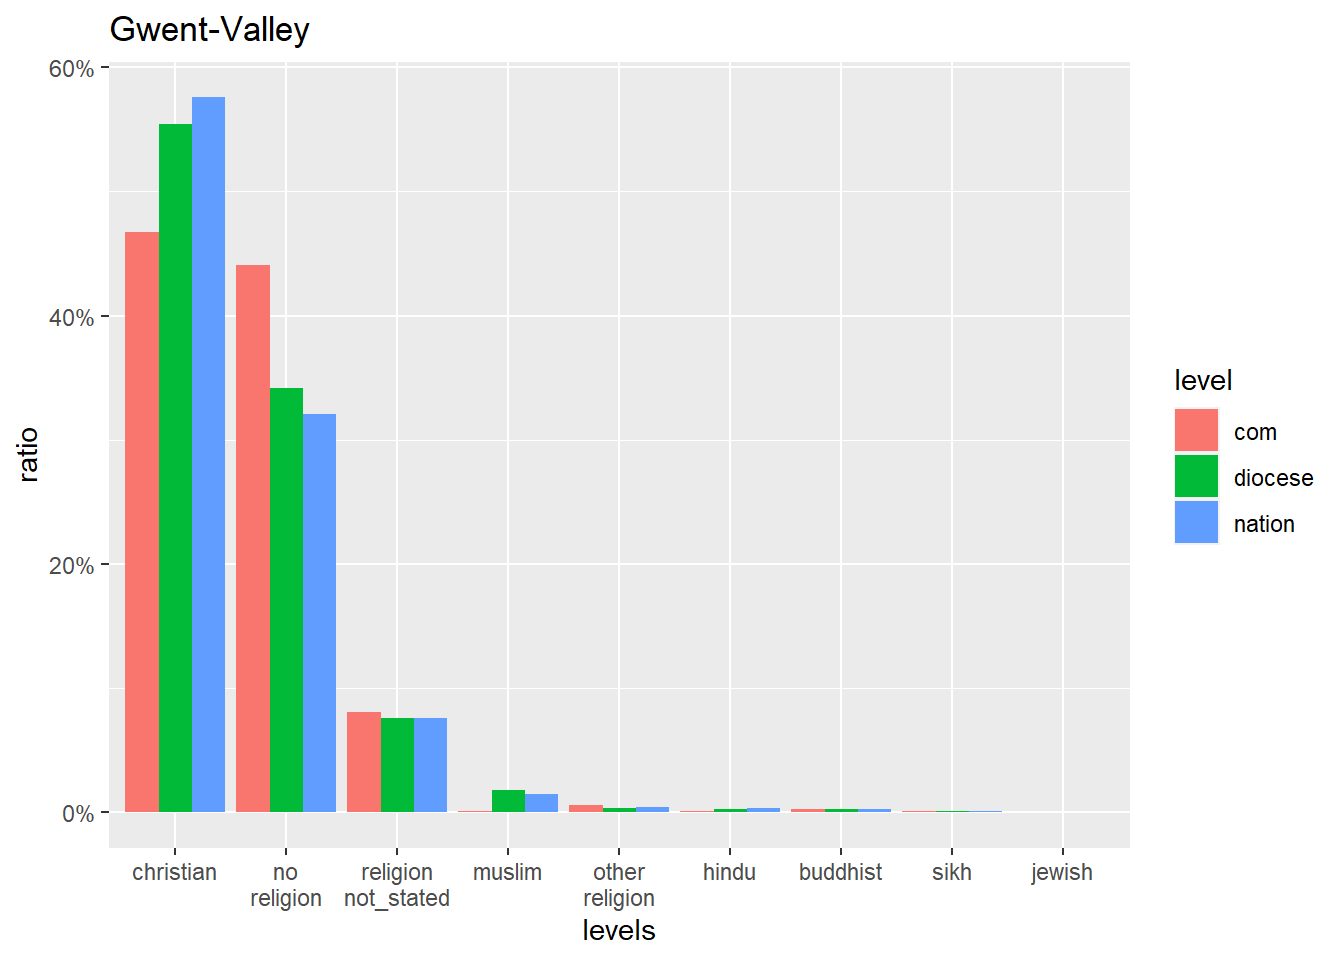 Gwent-Valley
60%
40%
20%
0%
ratio
christian
no
religion
religion
not_stated
muslim
other
religion
hindu
buddhist
sikh
jewish
levels
level
com
diocese
nation